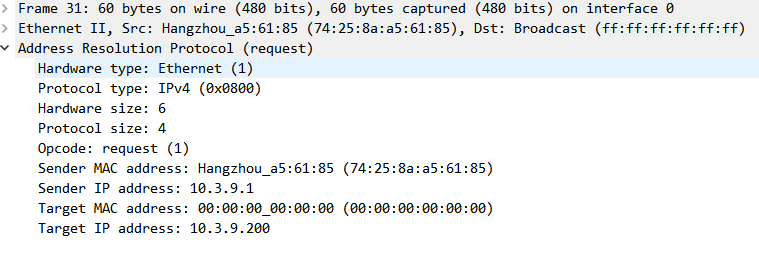 Frame 31: 60 bytes on wire (480 bits), 60 bytes captured (480 bits) on interface 0
Ethernet II, Src: Hangzhou_a5:61:85 (74:25:8a:a5:61:85), Dst: Broadcast (ff:ff:ff:ff:ff:ff)
Address Resolution Protocol (request)
Hardware type: Ethernet (1)
Protocol type: IPv4 (0x0800)
Hardware size: 6
Protocol size: 4
Opcode: request (1)
Sender MAC address: Hangzhou_a5:61:85 (74:25:8a:a5:61:85)
Sender IP address: 10.3.9.1
Target MAC address: 00:00:00_00:00:00 (00:00:00:00:00:00)
Target IP address: 10.3.9.200